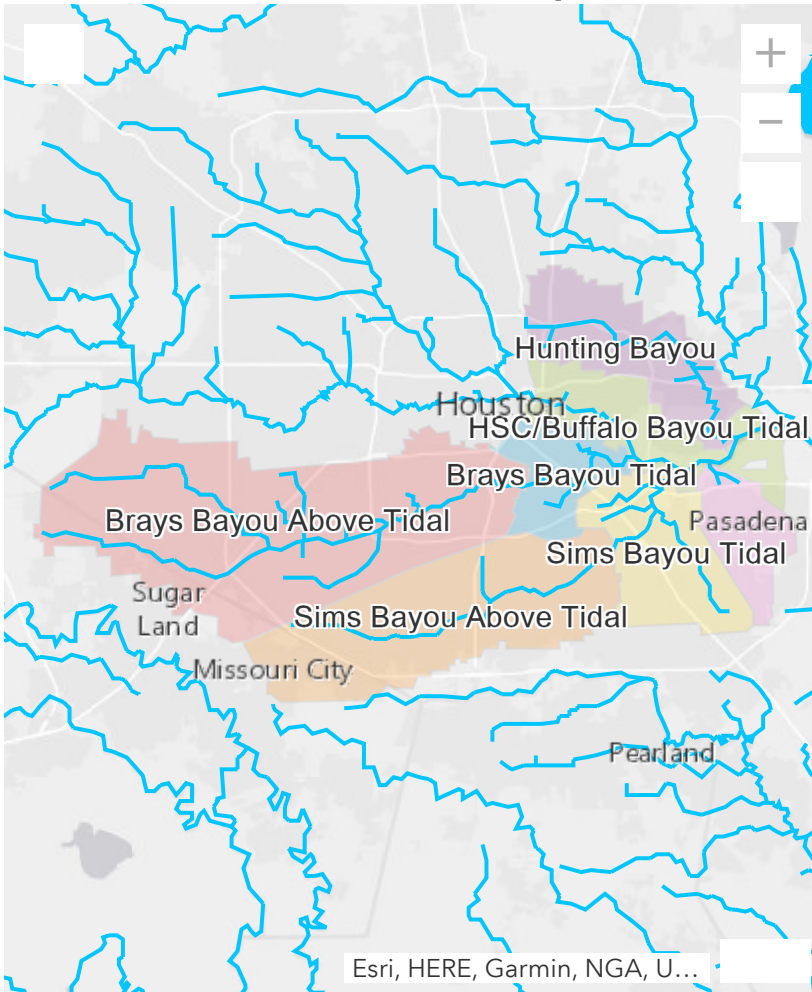 +
−
Hunting Bayou
Houston
HSC/Buffalo Bayou Tidal
Brays Bayou Tidal
Brays Bayou Above Tidal
Pasadena
Sims Bayou Tidal
Sugar
Land
Sims Bayou Above Tidal
Missouri City
Pearland
Esri, HERE, Garmin, NGA, U...